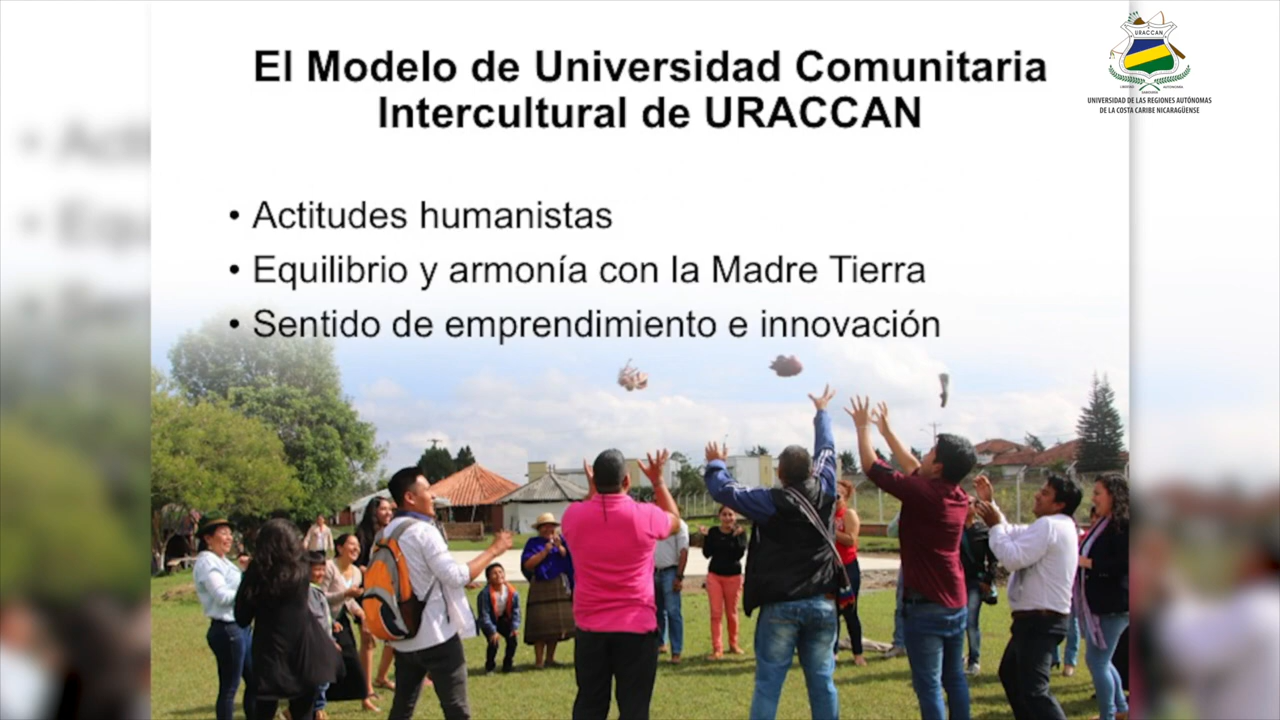 El Modelo de Universidad Comunitaria
Intercultural de URACCAN
• Actitudes humanistas
• Equilibrio y armonía con la Madre Tierra
• Sentido de emprendimiento e innovación
URACCAN
UNIVERSIDAD DE LAS REGIONES AUTÓNOMAS
DE LA COSTA CARIBE NICARAGÜENSE